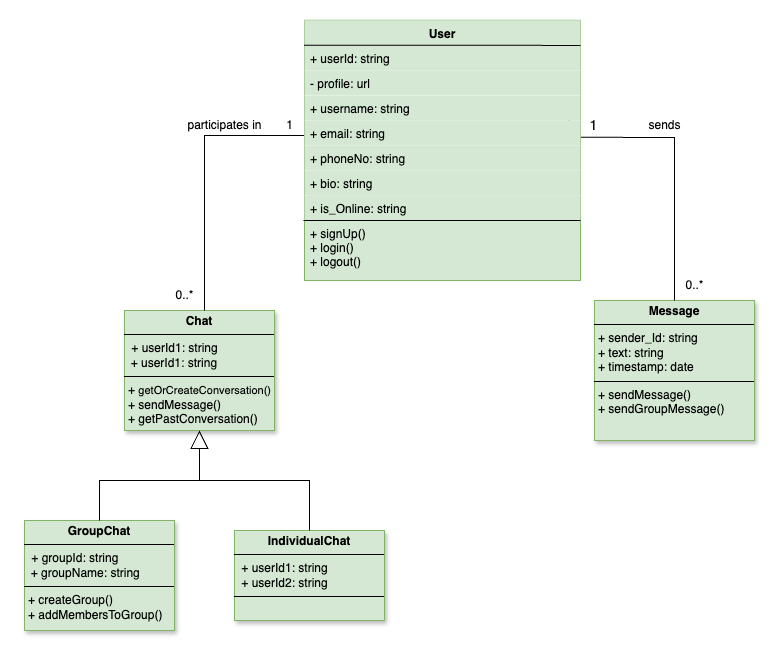 User
+ userId: string
- profile: url
+ username: string
+ email: string
+ phoneNo: string
+ bio: string
+ is_Online: string
+ signUp()
+ login()
+ logout()
participates in
1
0..*
1
sends
0..*
Chat
+ userId1: string
+ userId1: string
+ getOrCreateConversation()
+ sendMessage()
+ getPastConversation()
Message
+ sender_Id: string
+ text: string
+ timestamp: date
+ sendMessage()
+ sendGroupMessage()
GroupChat
+ groupId: string
+ groupName: string
+ createGroup()
+ addMembersToGroup()
IndividualChat
+ userId1: string
+ userId2: string